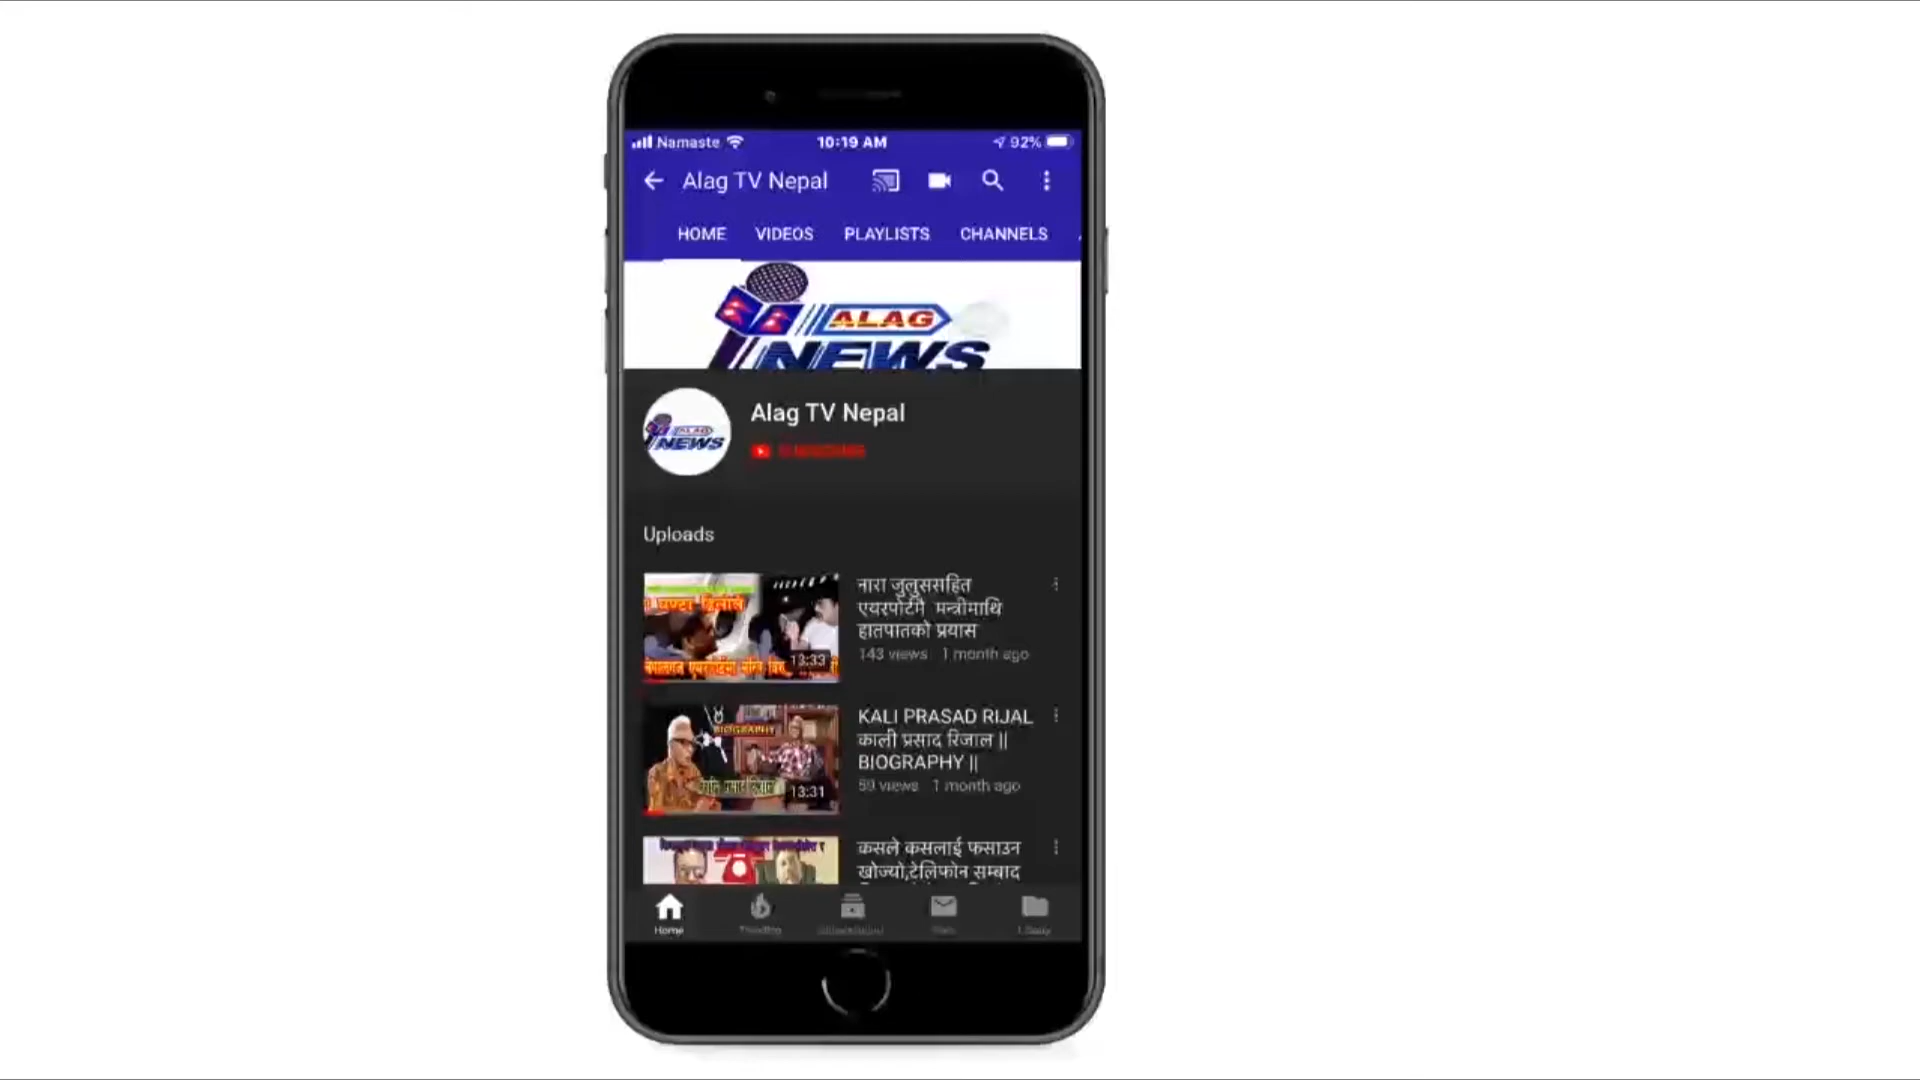 Namaste 10:19 AM 92%
Alag TV Nepal
HOME VIDEOS PLAYLISTS CHANNELS
ALAG
NEWS
ALAG
NEWS
Alag TV Nepal
Uploads
नारा जुलुससहित
एयरपोर्टमै मन्त्रीमाथि
हातपातको प्रयास
143 views 1 month ago
13:33
KALI PRASAD RIJAL
काली प्रसाद रिजाल ||
BIOGRAPHY ||
59 views 1 month ago
BIOGRAPHY
13:31
कसले कसलाई फसाउन
खोज्यो,टेलिफोन सम्बाद
Home